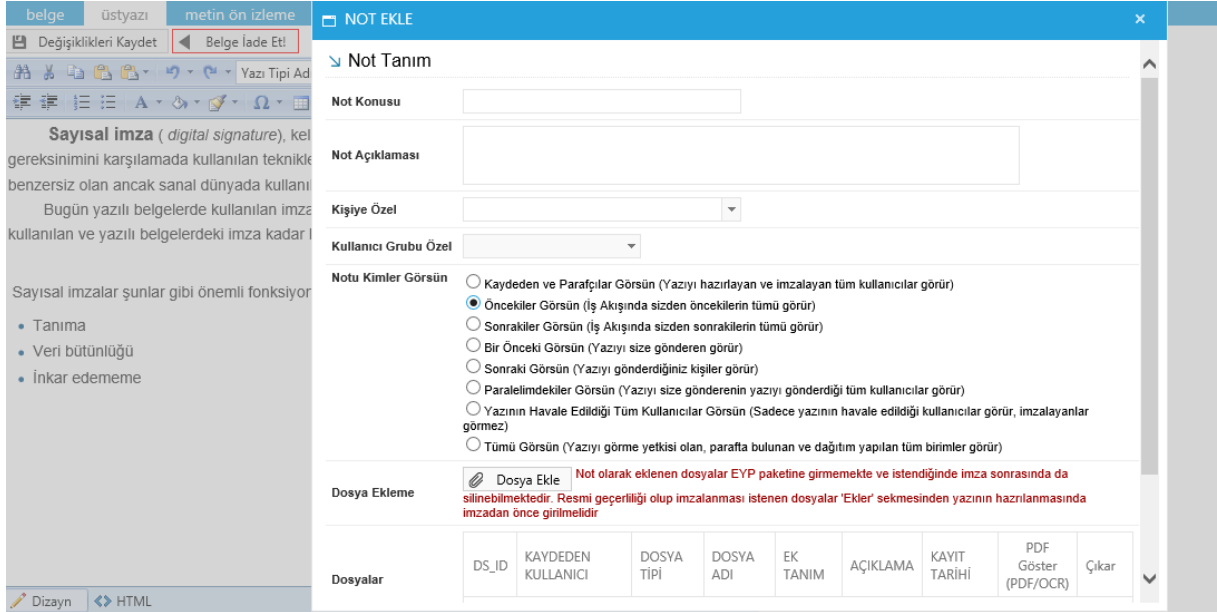 belge üstyazı metin ön izleme
Değişiklikleri Kaydet Belge İade Et!
Yazı Tipi Ad
Sayısal imza ( digital signature), kel
gereksinimini karşılamada kullanılan teknikle
benzersiz olan ancak sanal dünyada kullanıl
Bugün yazılı belgelerde kullanılan imza
kullanılan ve yazılı belgelerdeki imza kadar
Sayısal imzalar şunlar gibi önemli fonksiyor
• Tanıma
• Veri bütünlüğü
• İnkar edememe
Dizayn HTML
NOT EKLE ×
Not Tanım
Not Konusu
Not Açıklaması
Kişiye Özel
Kullanıcı Grubu Özel
Notu Kimler Görsün
Kaydeden ve Parafçılar Görsün (Yazıyı hazırlayan ve imzalayan tüm kullanıcılar görür)
Öncekiler Görsün (İş Akışında sizden öncekilerin tümü görür)
Sonrakiler Görsün (İş Akışında sizden sonrakilerin tümü görür)
Bir Önceki Görsün (Yazıyı size gönderen görür)
Sonraki Görsün (Yazıyı gönderdiğiniz kişiler görür)
Paralelimdekiler Görsün (Yazıyı size gönderenin yazıyı gönderdiği tüm kullanıcılar görür)
Yazının Havale Edildiği Tüm Kullanıcılar Görsün (Sadece yazının havale edildiği kullanıcılar görür, imzalayanlar
görmez)
Tümü Görsün (Yazıyı görme yetkisi olan, parafta bulunan ve dağıtım yapılan tüm birimler görür)
Dosya Ekleme
Dosya Ekle Not olarak eklenen dosyalar EYP paketine girmemekte ve istendiğinde imza sonrasında da
silinebilmektedir. Resmi geçerliliği olup imzalanması istenen dosyalar 'Ekler' sekmesinden yazının hazırlanmasında
imzadan önce girilmelidir
Dosyalar
DS_ID KAYDEDEN KULLANICI DOSYA TİPİ DOSYA ADI EK TANIM AÇIKLAMA KAYIT TARİHİ PDF Göster (PDF/OCR) Çıkar